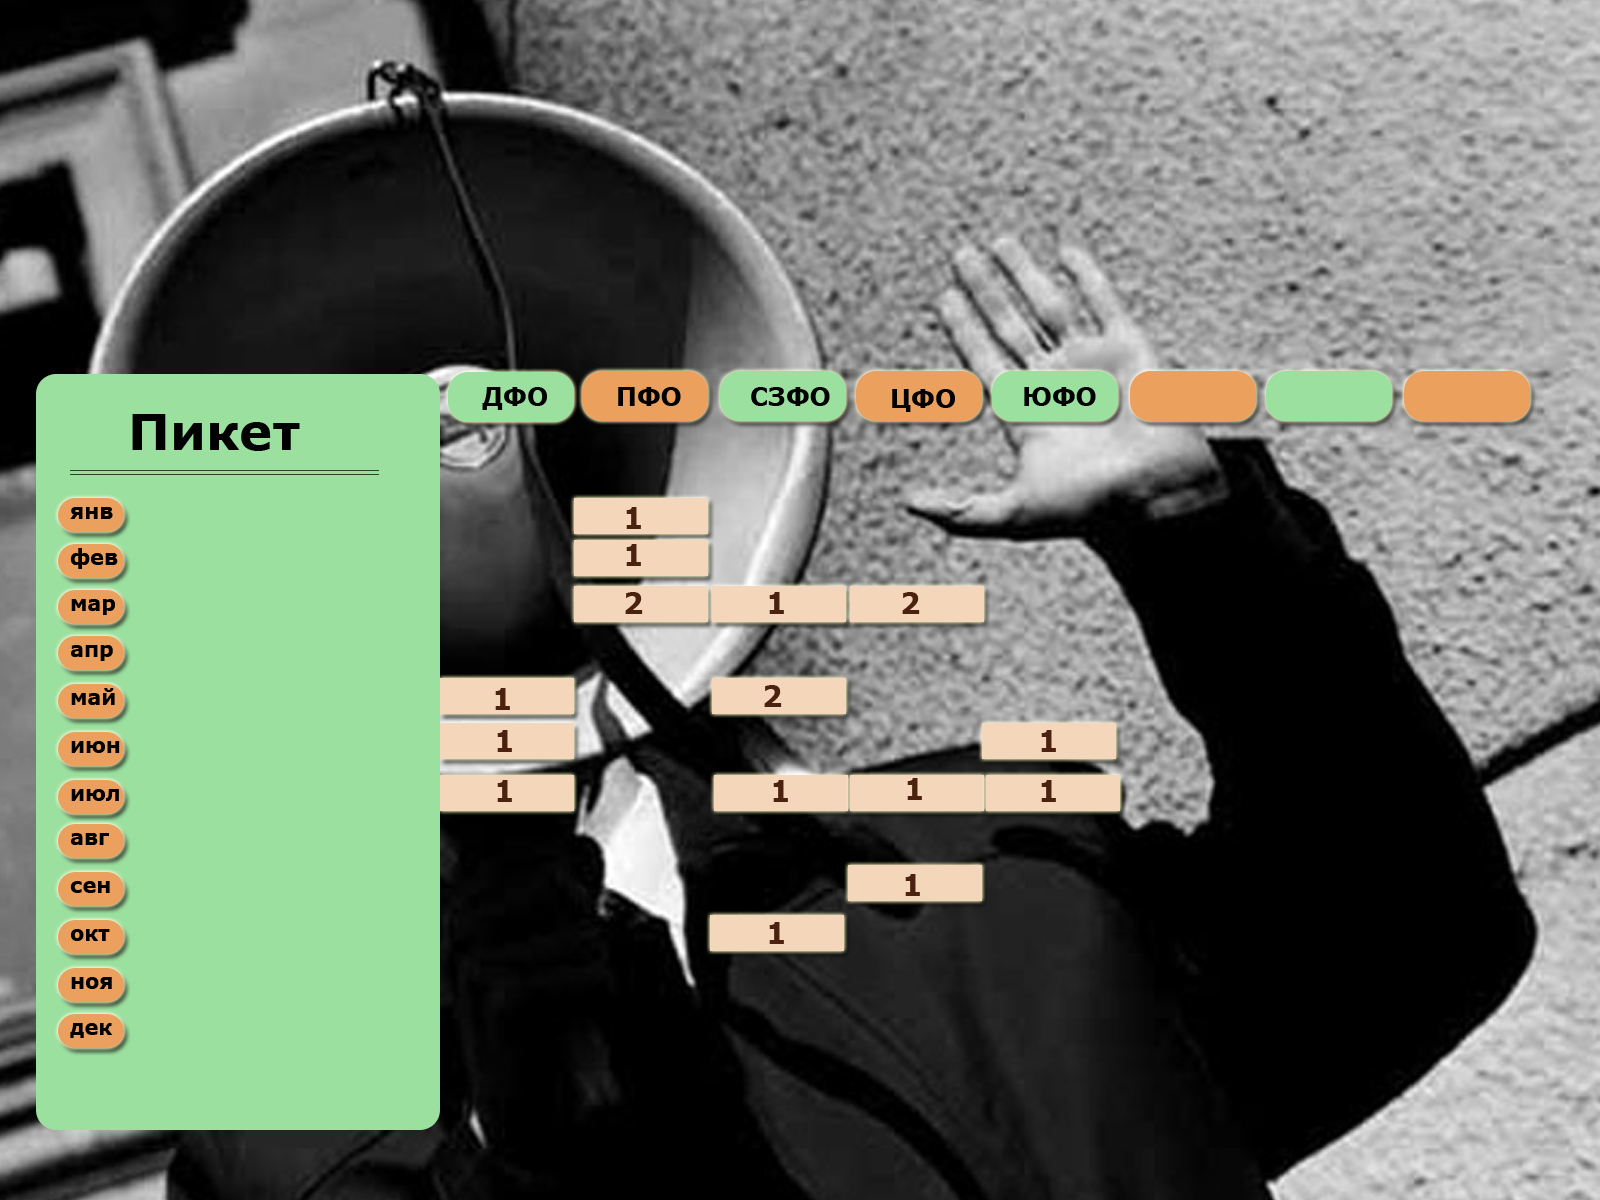 ДФО ПФО СЗФО ЦФО ЮФО
Пикет
янв 1
фев 1
мар 2 1 2
апр
май 1 2
июн 1 1
июл 1 1 1 1
авг
сен 1
окт 1
ноя
дек